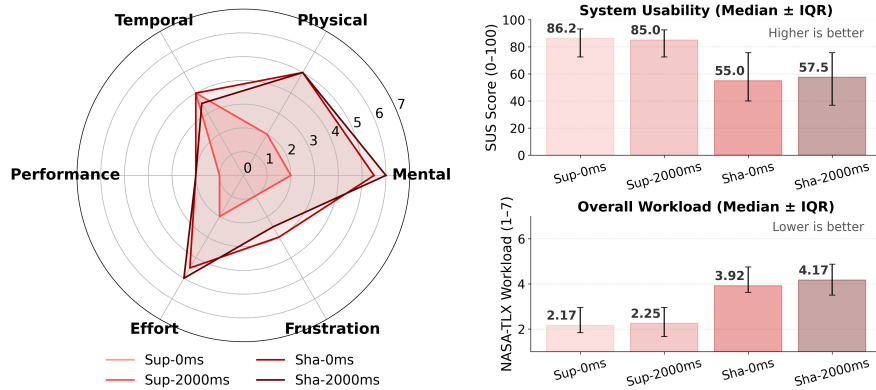 Temporal
Physical
Performance
Mental
Effort
Frustration
0
1
2
3
4
5
6
7
Sup-0ms
Sha-0ms
Sup-2000ms
Sha-2000ms
System Usability (Median ± IQR)
Higher is better
SUS Score (0–100)
100
80
60
40
20
0
86.2
85.0
55.0
57.5
Sup-0ms
Sup-2000ms
Sha-0ms
Sha-2000ms
Overall Workload (Median ± IQR)
Lower is better
NASA-TLX Workload (1–7)
6
4
2
2.17
2.25
3.92
4.17
Sup-0ms
Sup-2000ms
Sha-0ms
Sha-2000ms